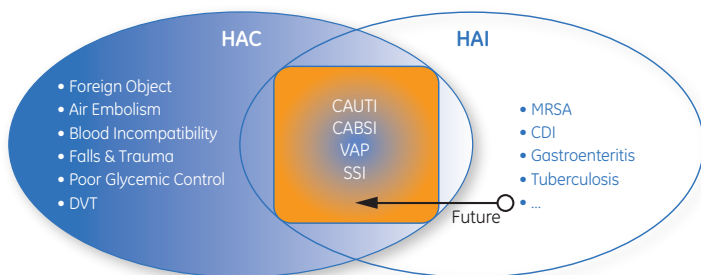 HAC
HAI
• Foreign Object
• Air Embolism
• Blood Incompatibility
• Falls & Trauma
• Poor Glycemic Control
• DVT
CAUTI
CABSI
VAP
SSI
• MRSA
• CDI
• Gastroenteritis
• Tuberculosis
• ...
Future